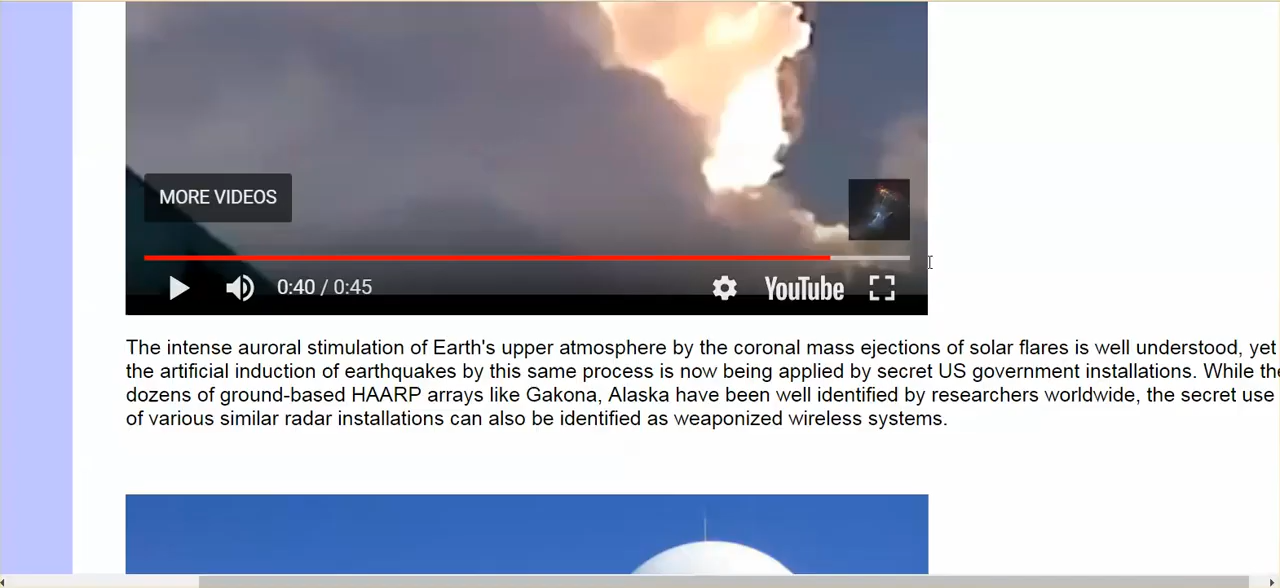 MORE VIDEOS
0:40 / 0:45
YouTube
The intense auroral stimulation of Earth's upper atmosphere by the coronal mass ejections of solar flares is well understood, yet
the artificial induction of earthquakes by this same process is now being applied by secret US government installations. While
dozens of ground-based HAARP arrays like Gakona, Alaska have been well identified by researchers worldwide, the secret use
of various similar radar installations can also be identified as weaponized wireless systems.